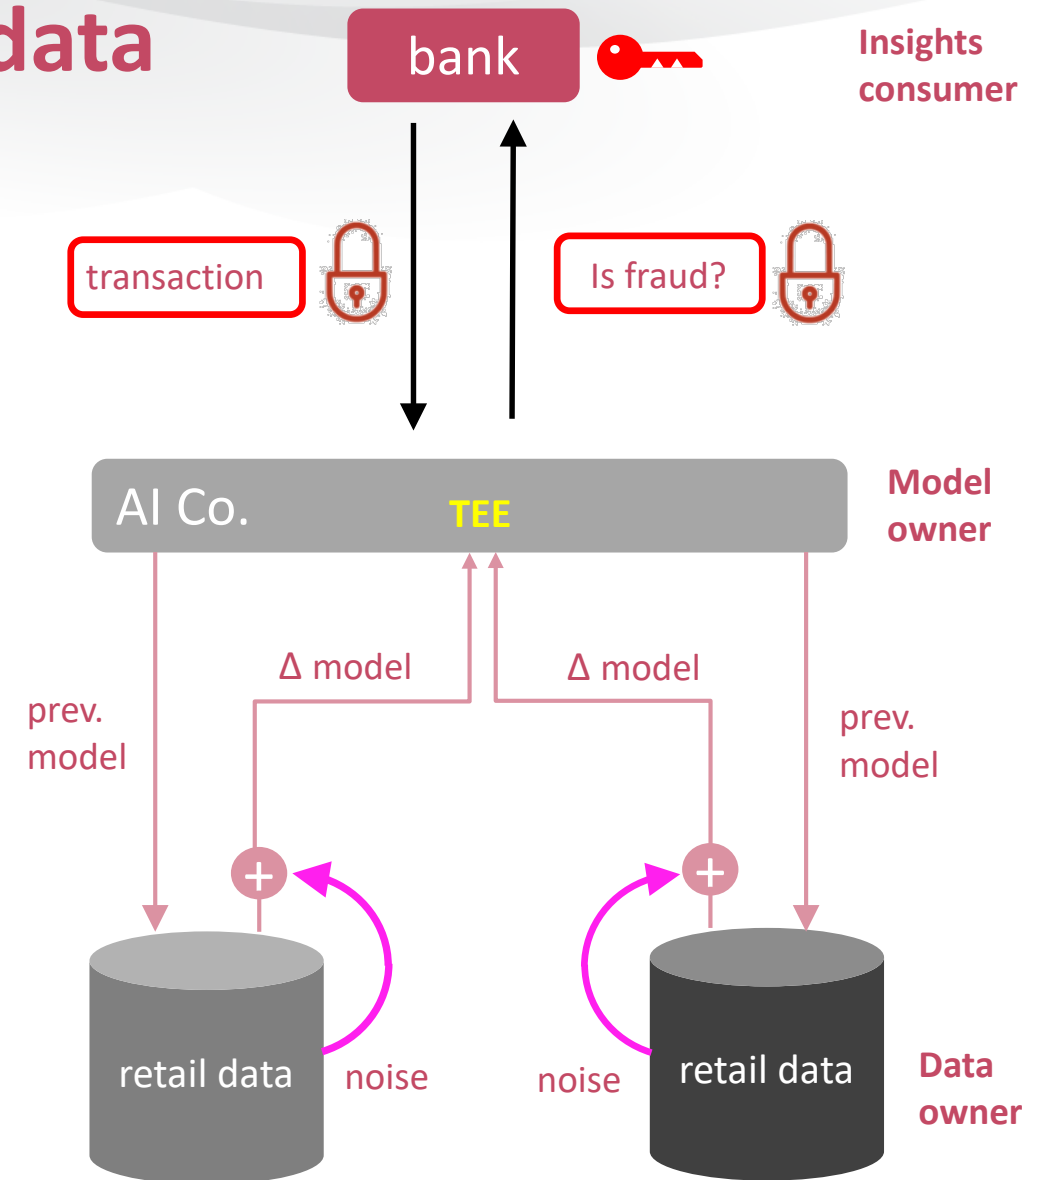 data
bank
Insights
consumer
transaction
Is fraud?
AI Co.
TEE
Model
owner
Δ model
Δ model
prev.
model
prev.
model
+
+
retail data
noise
noise
retail data
Data
owner